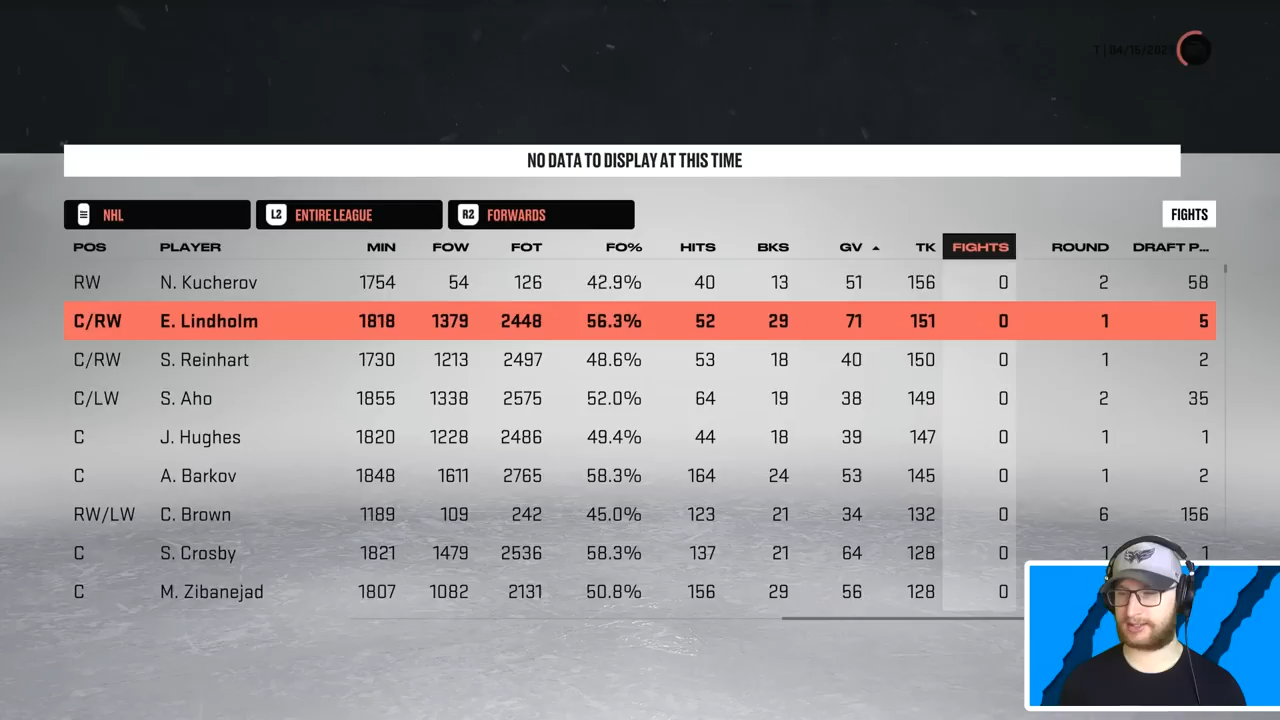 T | 04/15/202
NO DATA TO DISPLAY AT THIS TIME
NHL L2 ENTIRE LEAGUE R2 FORWARDS FIGHTS
POS PLAYER MIN FOW FOT FO% HITS BKS GV TK FIGHTS ROUND DRAFT P...
RW N. Kucherov 1754 54 126 42.9% 40 13 51 156 0 2 58
C/RW E. Lindholm 1818 1379 2448 56.3% 52 29 71 151 0 1 5
C/RW S. Reinhart 1730 1213 2497 48.6% 53 18 40 150 0 1 2
C/LW S. Aho 1855 1338 2575 52.0% 64 19 38 149 0 2 35
C J. Hughes 1820 1228 2486 49.4% 44 18 39 147 0 1 1
C A. Barkov 1848 1611 2765 58.3% 164 24 53 145 0 1 2
RW/LW C. Brown 1189 109 242 45.0% 123 21 34 132 0 6 156
C S. Crosby 1821 1479 2536 58.3% 137 21 64 128 0 1 1
C M. Zibanejad 1807 1082 2131 50.8% 156 29 56 128 0